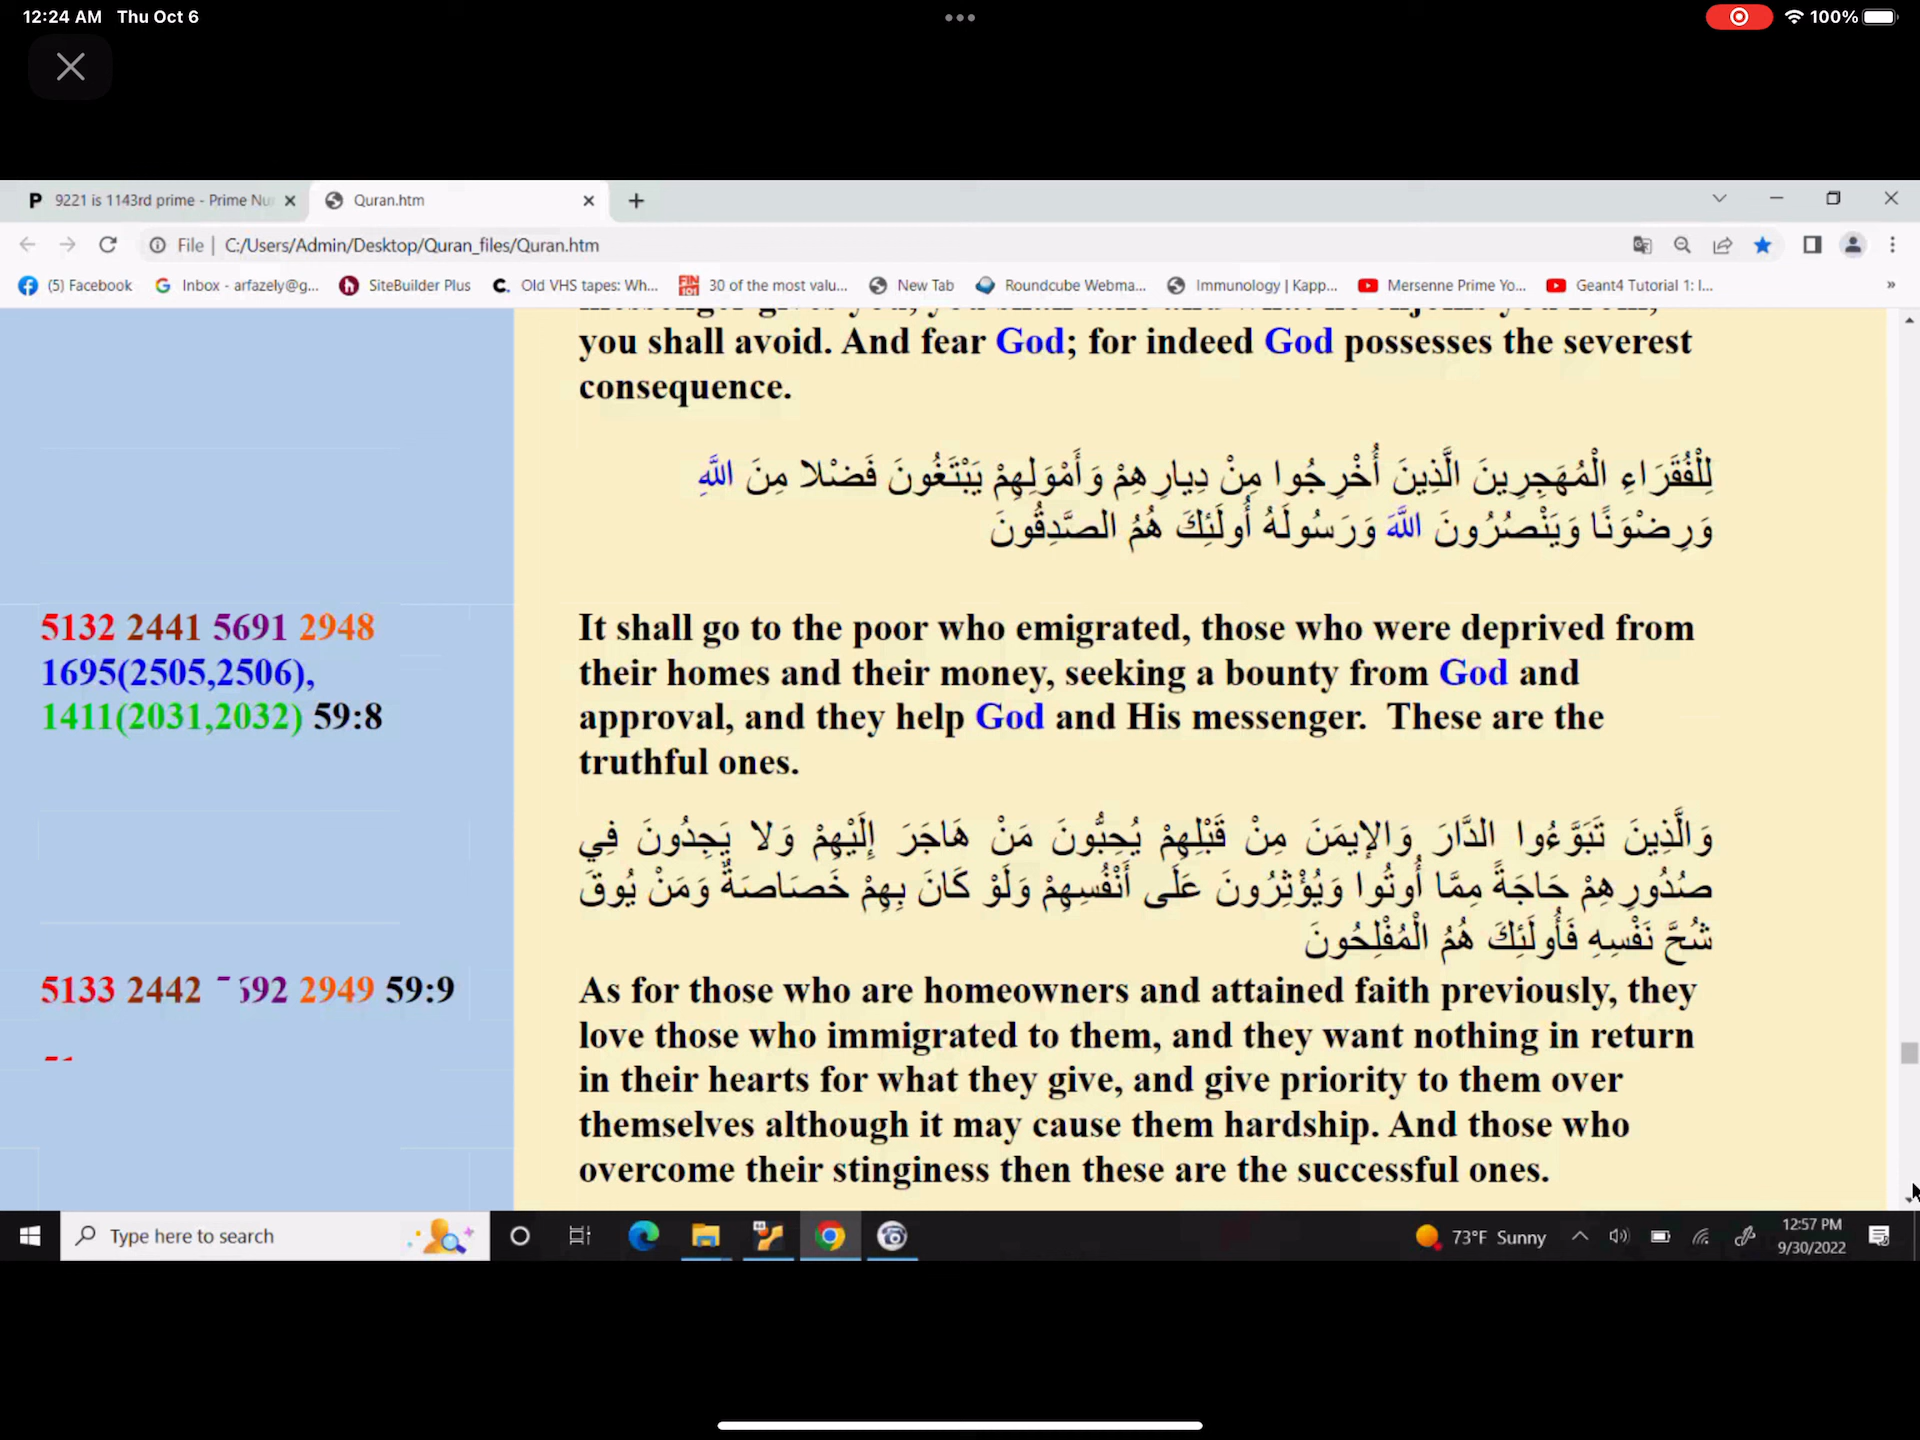 12:24 AM Thu Oct 6
100%
9221 is 1143rd prime - Prime Nu
Quran.htm
File | C:/Users/Admin/Desktop/Quran_files/Quran.htm
(5) Facebook
Inbox - arfazely@g...
SiteBuilder Plus
Old VHS tapes: Wh...
30 of the most valu...
New Tab
Roundcube Webma...
Immunology | Kapp...
Mersenne Prime Yo...
Geant4 Tutorial 1: I...
you shall avoid. And fear God; for indeed God possesses the severest
consequence.
لِلْفُقَرَاءِ الْمُهَجِرِينَ الَّذِينَ أُخْرِجُوا مِنْ دِيارِهِمْ وَأَمْوَلِهِمْ يَبْتَغُونَ فَضْلا مِنَ اللَّهِ
وَرِضْوَنًا وَيَنْصُرُونَ اللَّهَ وَرَسُولَهُ أُولَئِكَ هُمُ الصَّدِقُونَ
5132 2441 5691 2948
1695(2505,2506),
1411(2031,2032) 59:8
It shall go to the poor who emigrated, those who were deprived from
their homes and their money, seeking a bounty from God and
approval, and they help God and His messenger. These are the
truthful ones.
وَالَّذِينَ تَبَوَّءُوا الدَّارَ وَالإيمَنَ مِنْ قَبْلِهِمْ يُحِبُّونَ مَنْ هَاجَرَ إِلَيْهِمْ وَلا يَجِدُونَ فِي
صُدُورِهِمْ حَاجَةً مِمَّا أُوتُوا وَيُؤْثِرُونَ عَلَى أَنْفُسِهِمْ وَلَوْ كَانَ بِهِمْ خَصَاصَةٌ وَمَنْ يُوقَ
شُحَّ نَفْسِهِ فَأُولَئِكَ هُمُ الْمُفْلِحُونَ
5133 2442 2949 59:9
As for those who are homeowners and attained faith previously, they
love those who immigrated to them, and they want nothing in return
in their hearts for what they give, and give priority to them over
themselves although it may cause them hardship. And those who
overcome their stinginess then these are the successful ones.
Type here to search
73°F Sunny
12:57 PM
9/30/2022